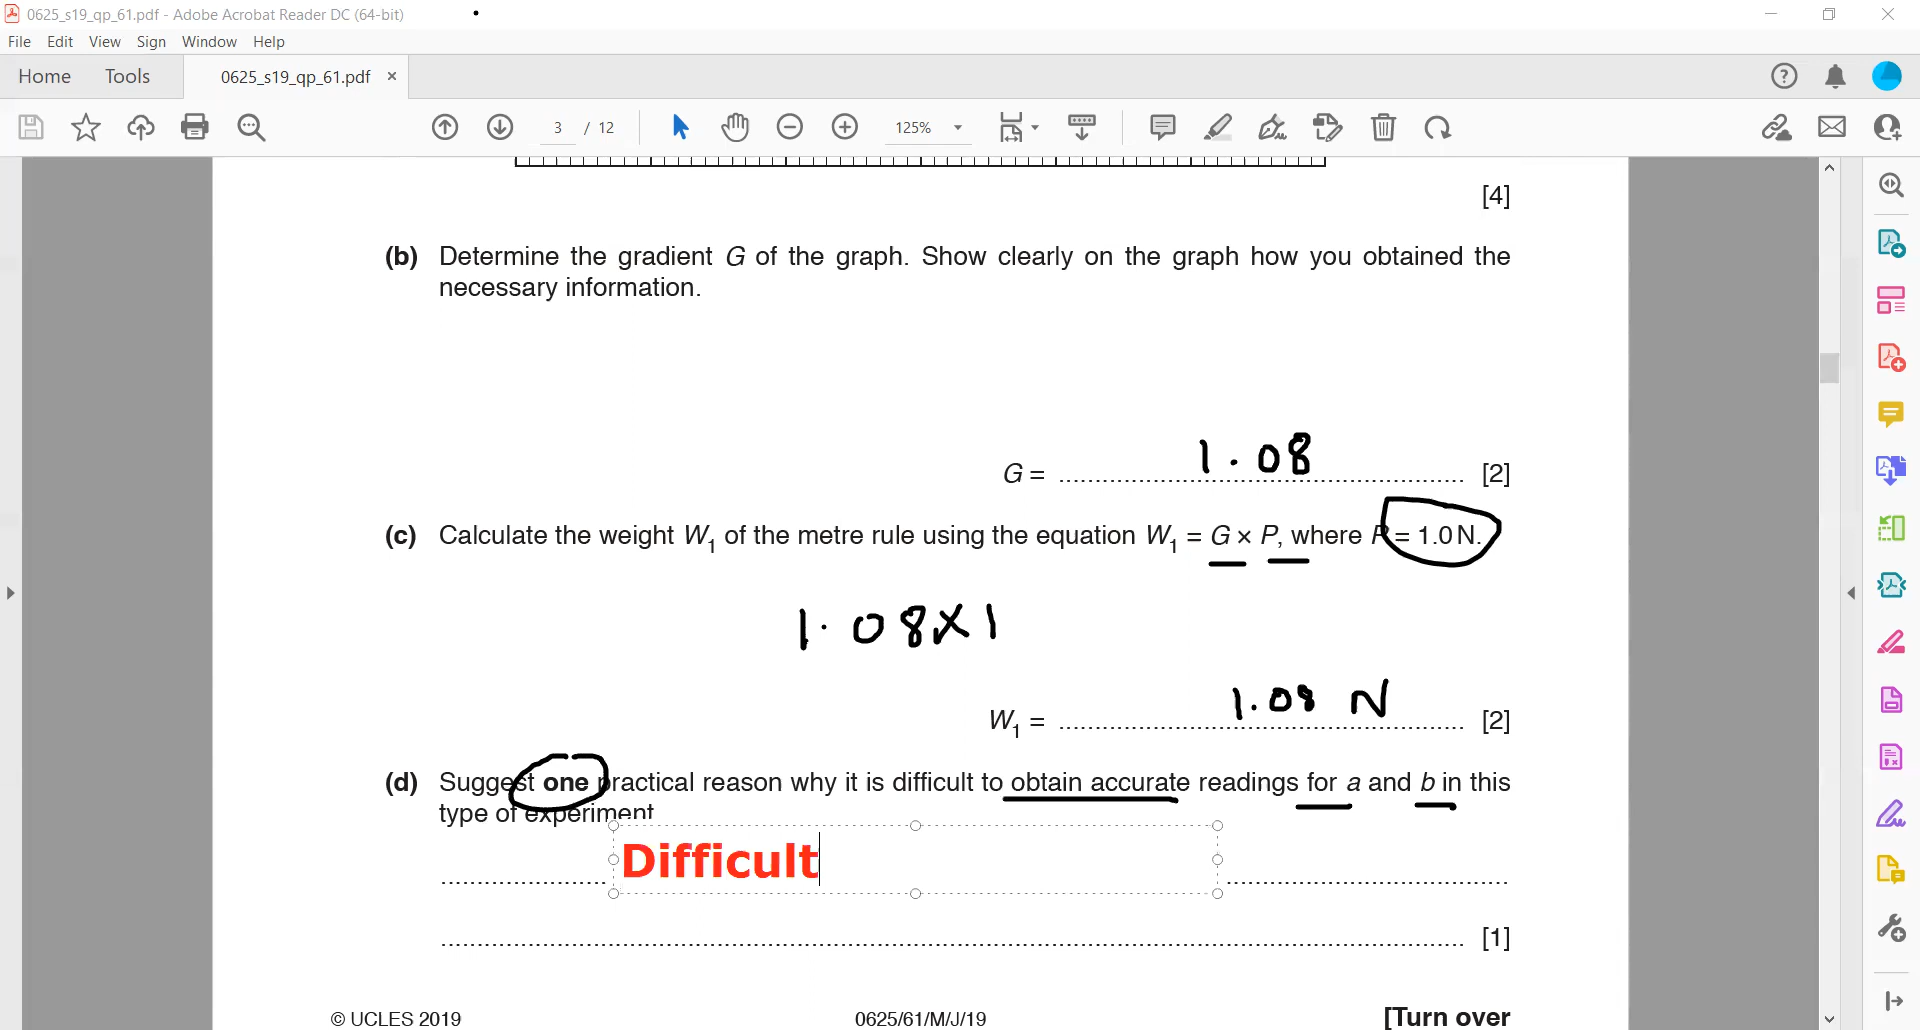 0625_s19_qp_61.pdf - Adobe Acrobat Reader DC (64-bit)
File Edit View Sign Window Help
Home Tools 0625_s19_qp_61.pdf ×
3 / 12 125%
[4]
(b) Determine the gradient G of the graph. Show clearly on the graph how you obtained the
necessary information.
1.08
G = ........................................................ [2]
(c) Calculate the weight W1 of the metre rule using the equation W1 = G × P, where P = 1.0 N.
1.08×1
1.08 N
W1 = ........................................................ [2]
(d) Suggest one practical reason why it is difficult to obtain accurate readings for a and b in this
type of experiment
Difficult
[1]
© UCLES 2019 0625/61/M/J/19 [Turn over